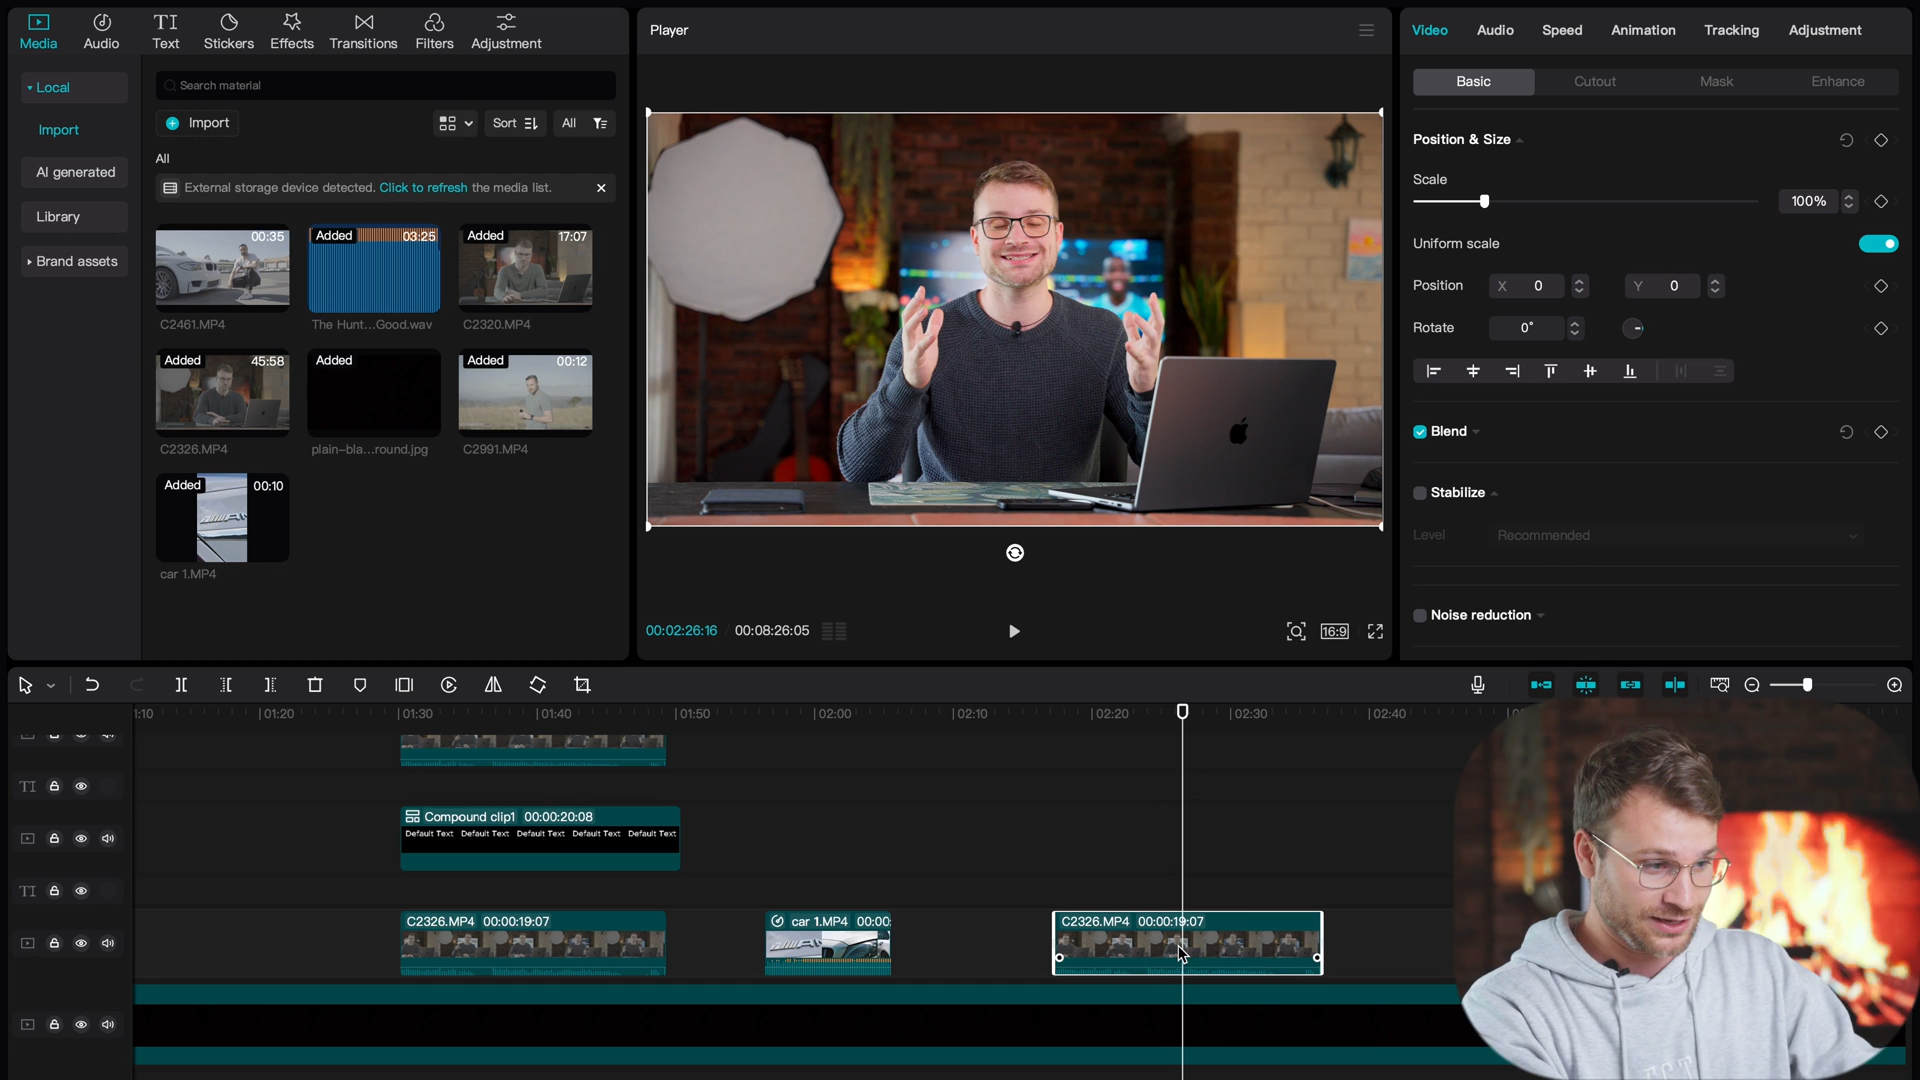 Media Audio Text Stickers Effects Transitions Filters Adjustment
Local
Import
AI generated
Library
Brand assets
Search material
Import Sort All
All
External storage device detected. Click to refresh the media list.
00:35
C2461.MP4
Added 03:25
The Hunt...Good.wav
Added 17:07
C2320.MP4
Added 45:58
C2326.MP4
Added
plain-bla...round.jpg
Added 00:12
C2991.MP4
Added 00:10
car 1.MP4
Player
00:02:26:16 00:08:26:05
16:9
Video Audio Speed Animation Tracking Adjustment
Basic Cutout Mask Enhance
Position & Size
Scale
100%
Uniform scale
Position X 0 Y 0
Rotate 0°
Blend
Stabilize
Level Recommended
Noise reduction
1:10 01:20 01:30 01:40 01:50 02:00 02:10 02:20 02:30 02:40
TI
Compound clip1 00:00:20:08
Default Text Default Text Default Text Default Text Default Text
TI
C2326.MP4 00:00:19:07
car 1.MP4 00:00:
C2326.MP4 00:00:19:07